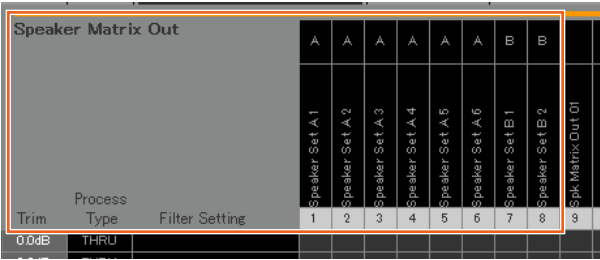 Speaker Matrix Out
A A A A A A B B
Speaker Set A 1
Speaker Set A 2
Speaker Set A 3
Speaker Set A 4
Speaker Set A 5
Speaker Set A 6
Speaker Set B 1
Speaker Set B 2
Spk Matrix Out 01
Process
Trim Type Filter Setting 1 2 3 4 5 6 7 8 9
0.0dB THRU